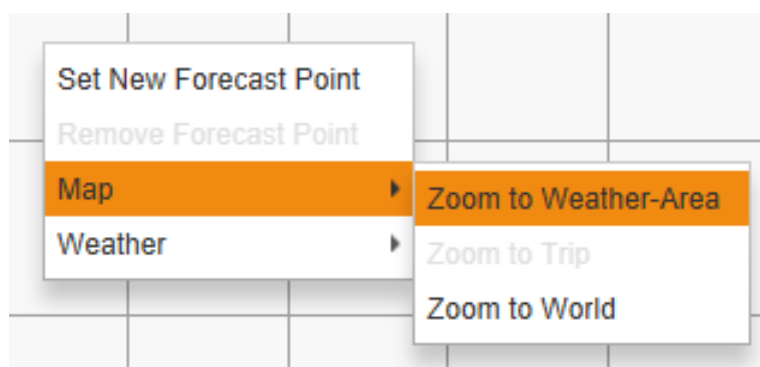 Set New Forecast Point
Remove Forecast Point
Map
Weather
Zoom to Weather-Area
Zoom to Trip
Zoom to World